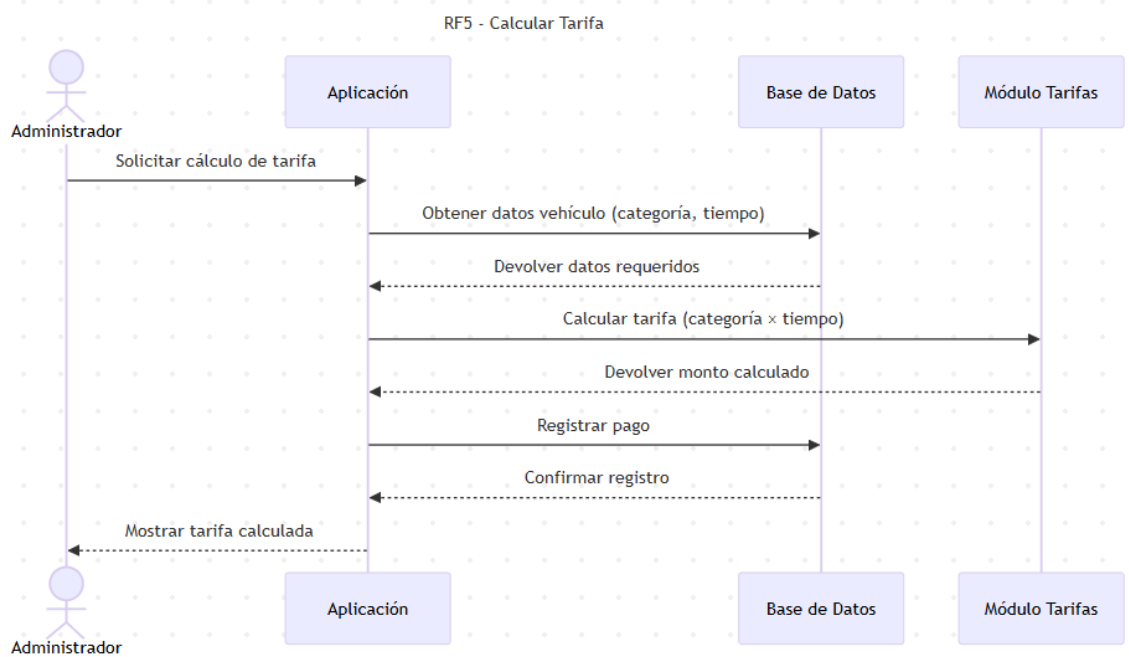 RF5 - Calcular Tarifa
Administrador
Aplicación
Base de Datos
Módulo Tarifas
Solicitar cálculo de tarifa
Obtener datos vehículo (categoría, tiempo)
Devolver datos requeridos
Calcular tarifa (categoría × tiempo)
Devolver monto calculado
Registrar pago
Confirmar registro
Mostrar tarifa calculada
Administrador
Aplicación
Base de Datos
Módulo Tarifas